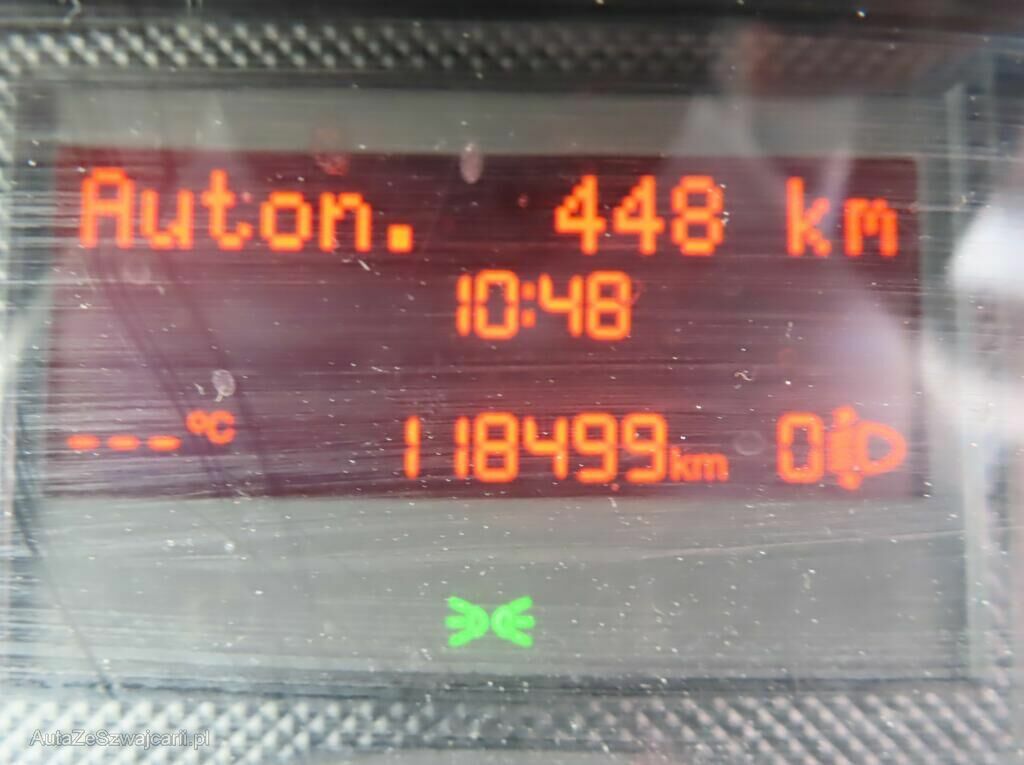 Auton. 448 km
10:48
---°C 118499km 0
AutaZeSzwajcarii.pl